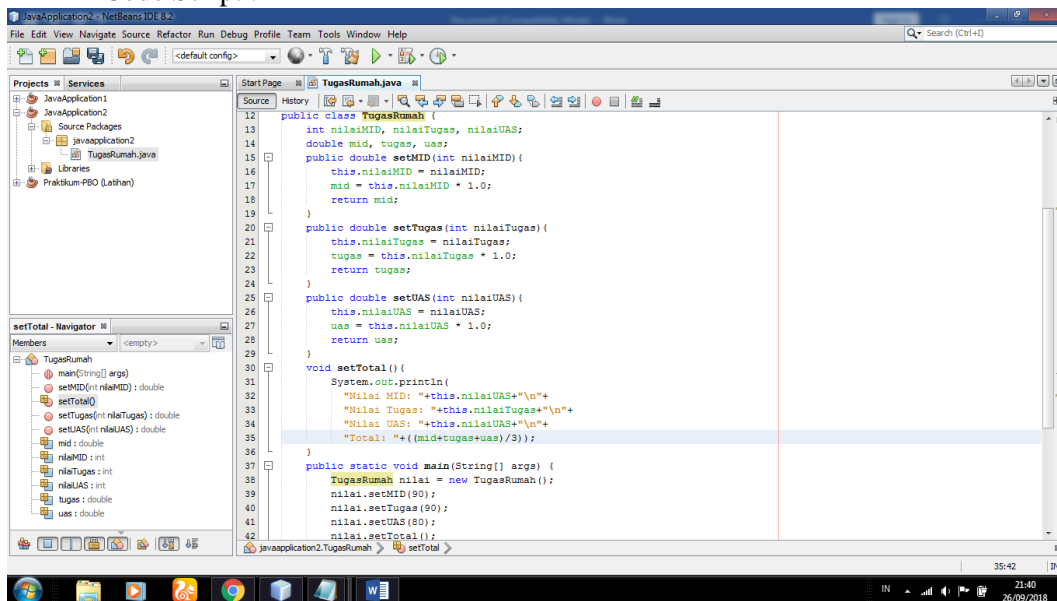 JavaApplication2 - NetBeans IDE 8.2
File Edit View Navigate Source Refactor Run Debug Profile Team Tools Window Help
Search (Ctrl+I)
<default config>
Projects Services
JavaApplication1
JavaApplication2
Source Packages
javaapplication2
TugasRumah.java
Libraries
Praktikum-PBO (Latihan)
Start Page TugasRumah.java
Source History
12 public class TugasRumah {
13 int nilaiMID, nilaiTugas, nilaiUAS;
14 double mid, tugas, uas;
15 public double setMID(int nilaiMID){
16 this.nilaiMID = nilaiMID;
17 mid = this.nilaiMID * 1.0;
18 return mid;
19 }
20 public double setTugas(int nilaiTugas){
21 this.nilaiTugas = nilaiTugas;
22 tugas = this.nilaiTugas * 1.0;
23 return tugas;
24 }
25 public double setUAS(int nilaiUAS){
26 this.nilaiUAS = nilaiUAS;
27 uas = this.nilaiUAS * 1.0;
28 return uas;
29 }
30 void setTotal(){
31 System.out.println(
32 "Nilai MID: "+this.nilaiUAS+"\n"+
33 "Nilai Tugas: "+this.nilaiTugas+"\n"+
34 "Nilai UAS: "+this.nilaiUAS+"\n"+
35 "Total: "+((mid+tugas+uas)/3));
36 }
37 public static void main(String[] args) {
38 TugasRumah nilai = new TugasRumah();
39 nilai.setMID(90);
40 nilai.setTugas(90);
41 nilai.setUAS(80);
42 nilai.setTotal();
setTotal - Navigator
Members <empty>
TugasRumah
main(String[] args)
setMID(int nilaiMID) : double
setTotal()
setTugas(int nilaiTugas) : double
setUAS(int nilaiUAS) : double
mid : double
nilaiMID : int
nilaiTugas : int
nilaiUAS : int
tugas : double
uas : double
javaapplication2.TugasRumah setTotal
35:42
IN
21:40
26/09/2018